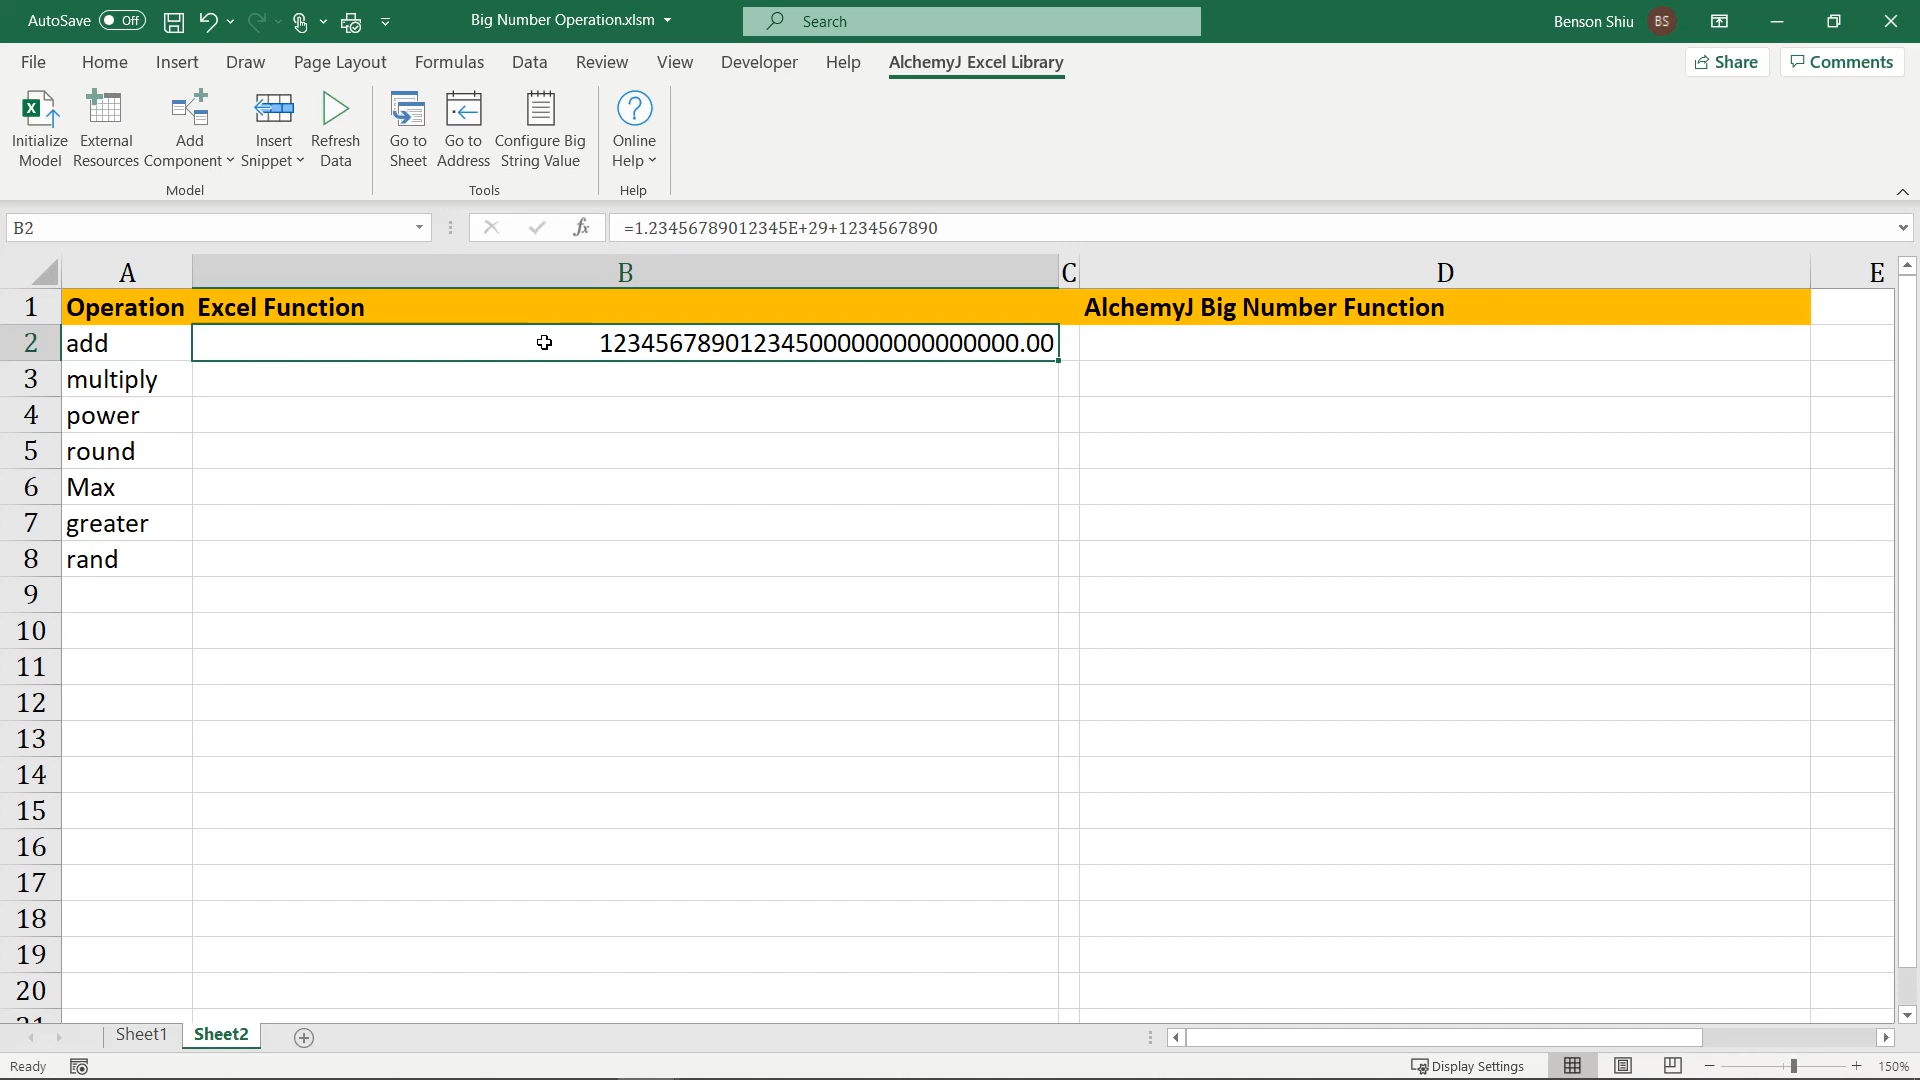 AutoSave Off Big Number Operation.xlsm Search Benson Shiu BS
File Home Insert Draw Page Layout Formulas Data Review View Developer Help AlchemyJ Excel Library Share Comments
Initialize Model
External Resources
Add Component
Insert Snippet
Refresh Data
Go to Sheet
Go to Address
Configure Big String Value
Online Help
Model Tools Help
B2 fx =1.23456789012345E+29+1234567890
A B C D E
1 Operation Excel Function AlchemyJ Big Number Function
2 add 123456789012345000000000000000.00
3 multiply
4 power
5 round
6 Max
7 greater
8 rand
9
10
11
12
13
14
15
16
17
18
19
20
21
Sheet1 Sheet2
Ready Display Settings 150%